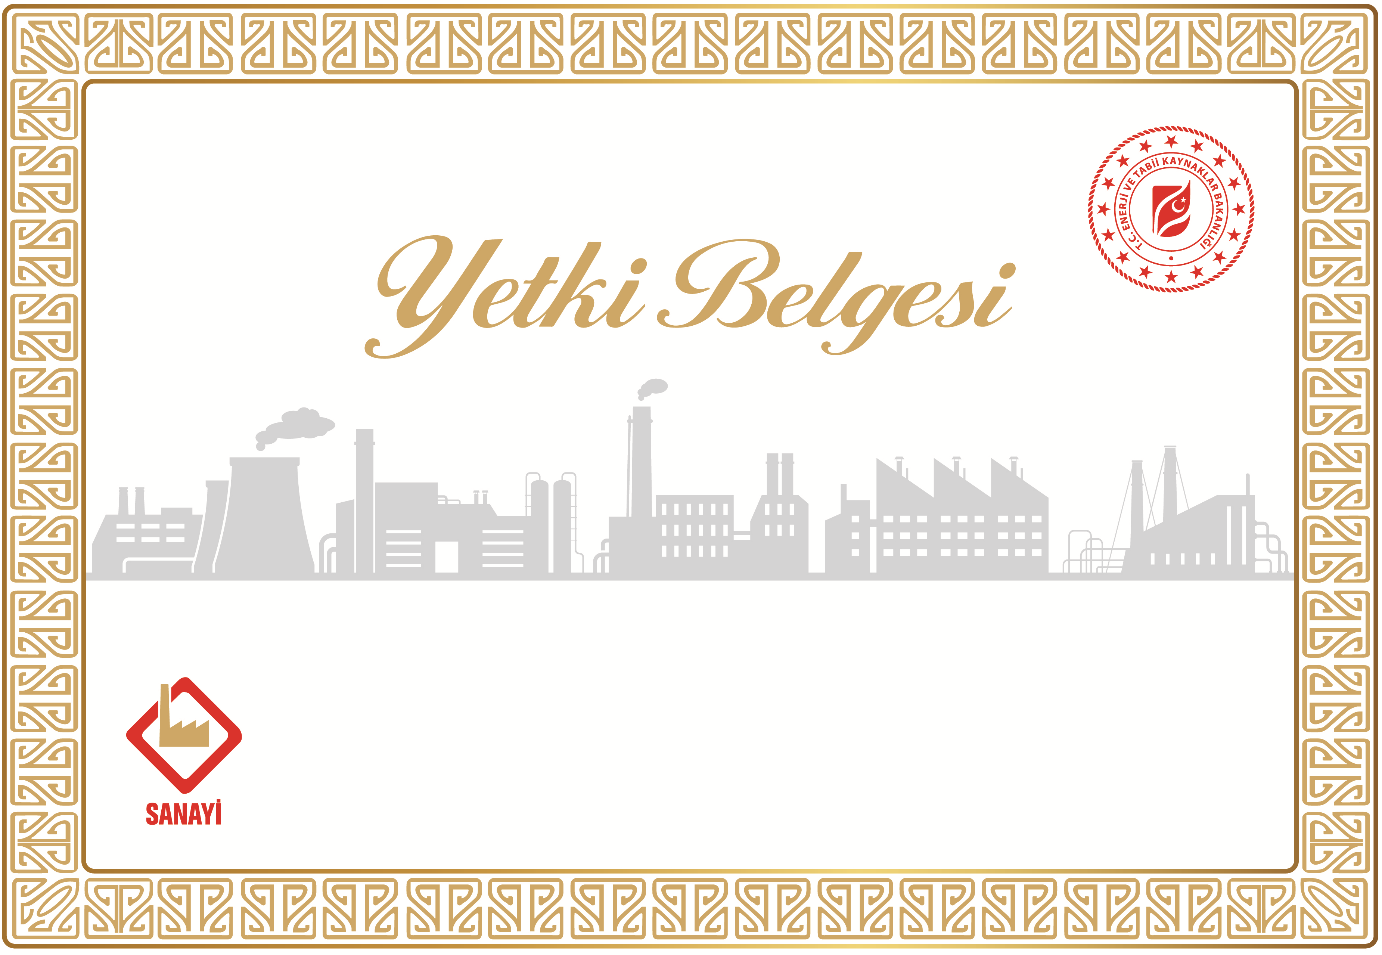 T.C. ENERJİ VE TABİİ KAYNAKLAR BAKANLIĞI
Yetki Belgesi
SANAYİ